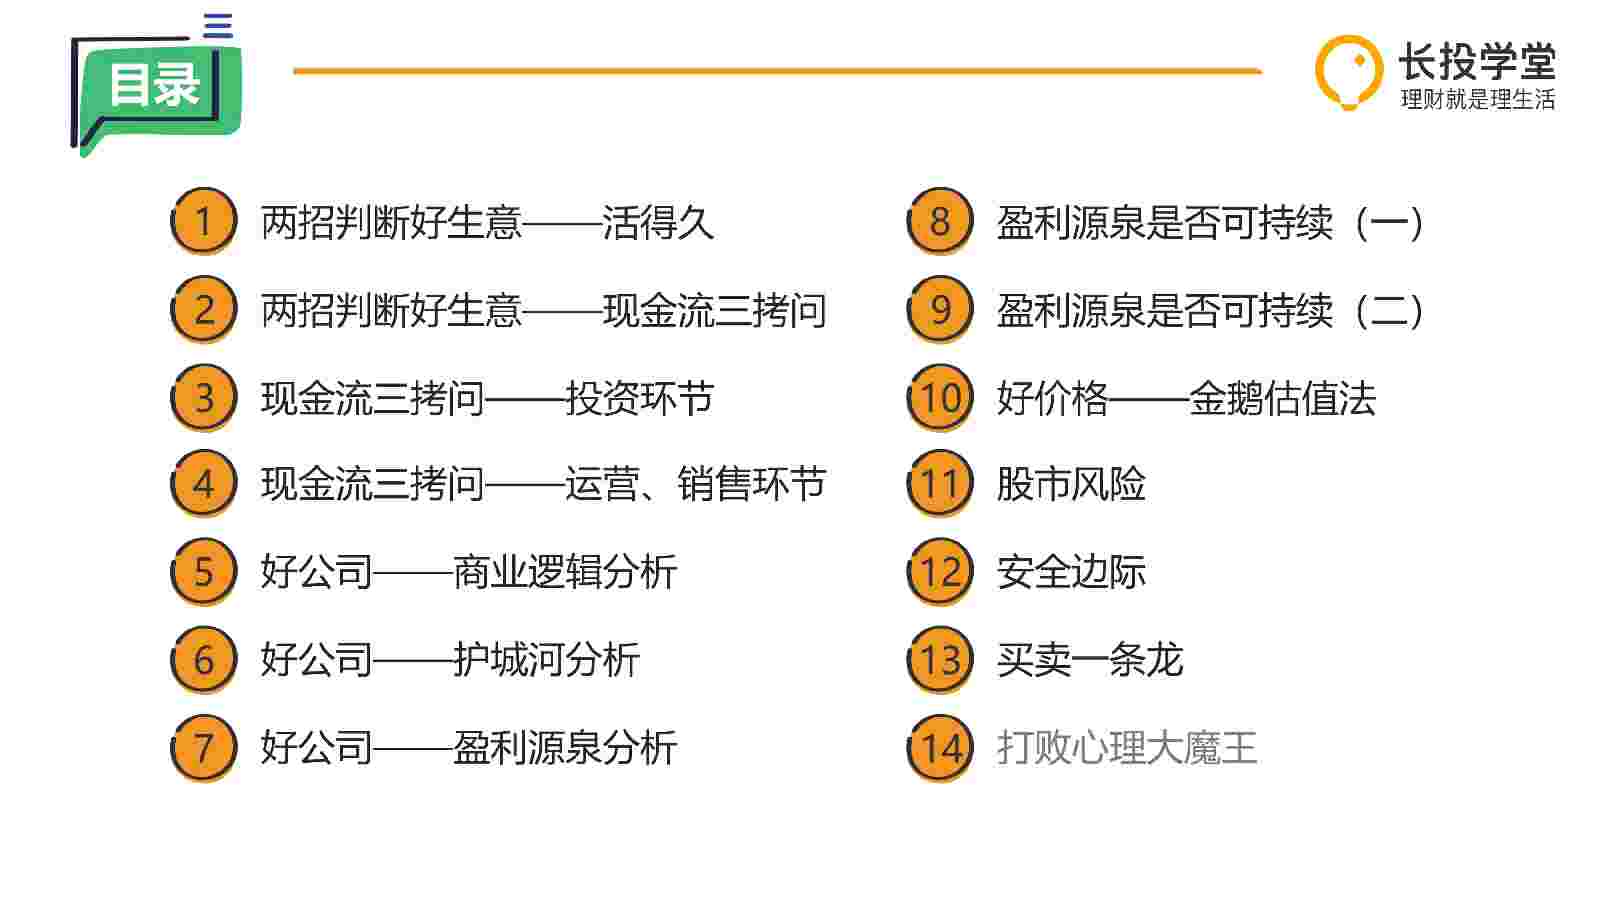 目录
长投学堂
理财就是理生活
1 两招判断好生意——活得久
2 两招判断好生意——现金流三拷问
3 现金流三拷问——投资环节
4 现金流三拷问——运营、销售环节
5 好公司——商业逻辑分析
6 好公司——护城河分析
7 好公司——盈利源泉分析
8 盈利源泉是否可持续（一）
9 盈利源泉是否可持续（二）
10 好价格——金鹅估值法
11 股市风险
12 安全边际
13 买卖一条龙
14 打败心理大魔王